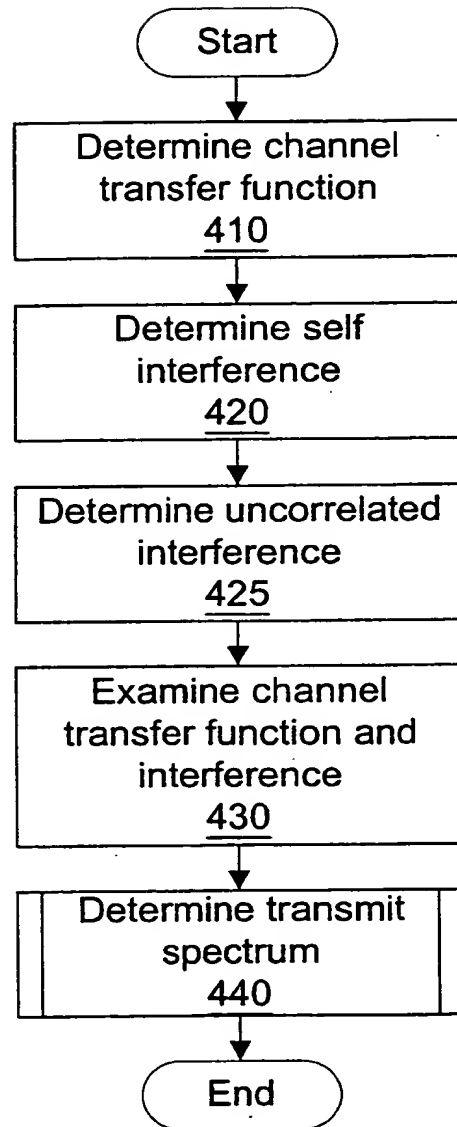 Start
Determine channel
transfer function
410
Determine self
interference
420
Determine uncorrelated
interference
425
Examine channel
transfer function and
interference
430
Determine transmit
spectrum
440
End